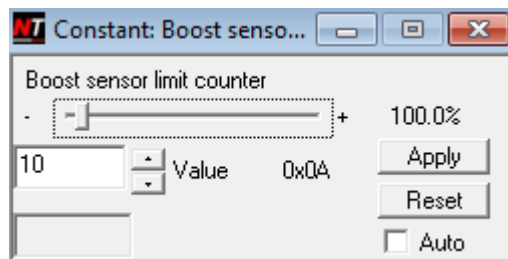 NT Constant: Boost senso...
Boost sensor limit counter
- + 100.0%
10 Value 0x0A Apply
Reset
Auto